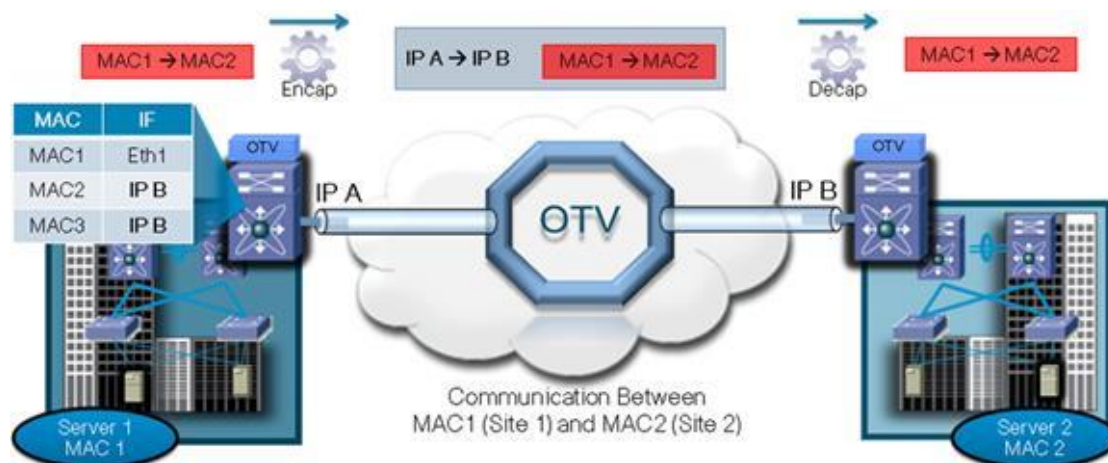 MAC1 → MAC2
Encap
IP A → IP B MAC1 → MAC2
Decap
MAC1 → MAC2
MAC IF
MAC1 Eth1
MAC2 IP B
MAC3 IP B
OTV
IP A
OTV
IP B
OTV
Communication Between
MAC1 (Site 1) and MAC2 (Site 2)
Server 1
MAC 1
Server 2
MAC 2